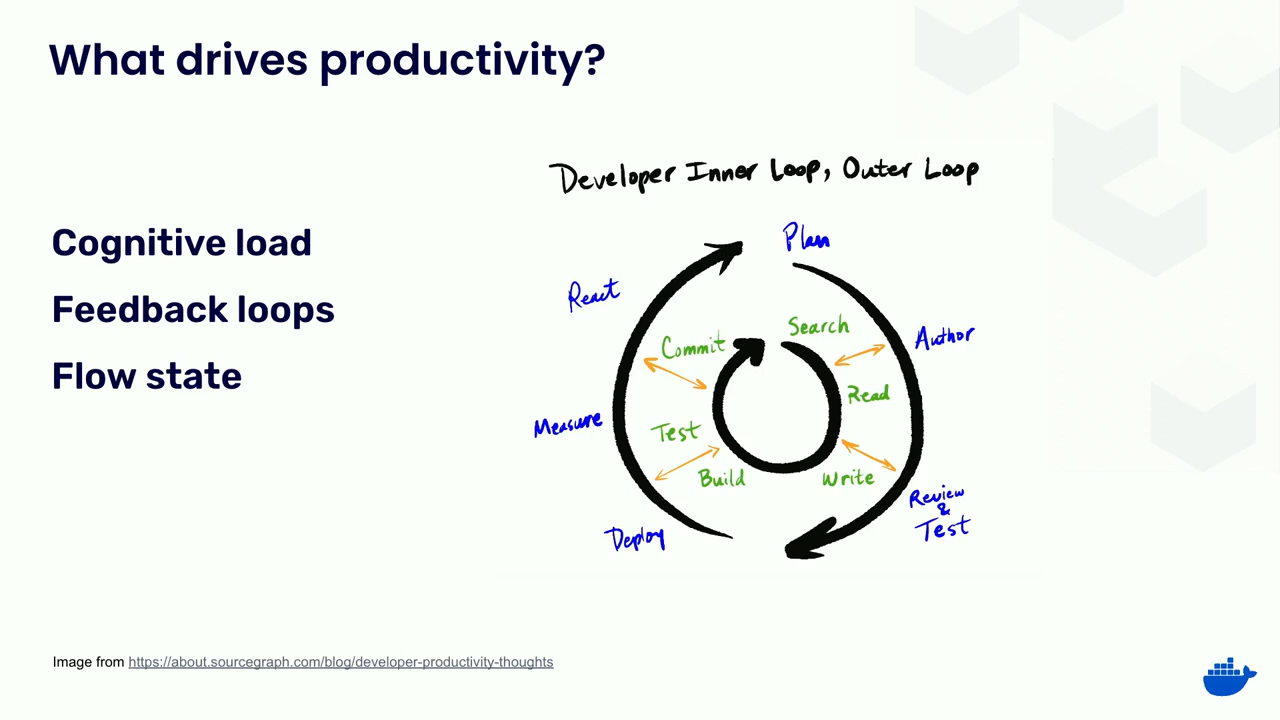 What drives productivity?
Cognitive load
Feedback loops
Flow state
Developer Inner Loop, Outer Loop
Plan
React
Search
Commit
Author
Read
Measure
Test
Build
Write
Review
&
Test
Deploy
Image from https://about.sourcegraph.com/blog/developer-productivity-thoughts